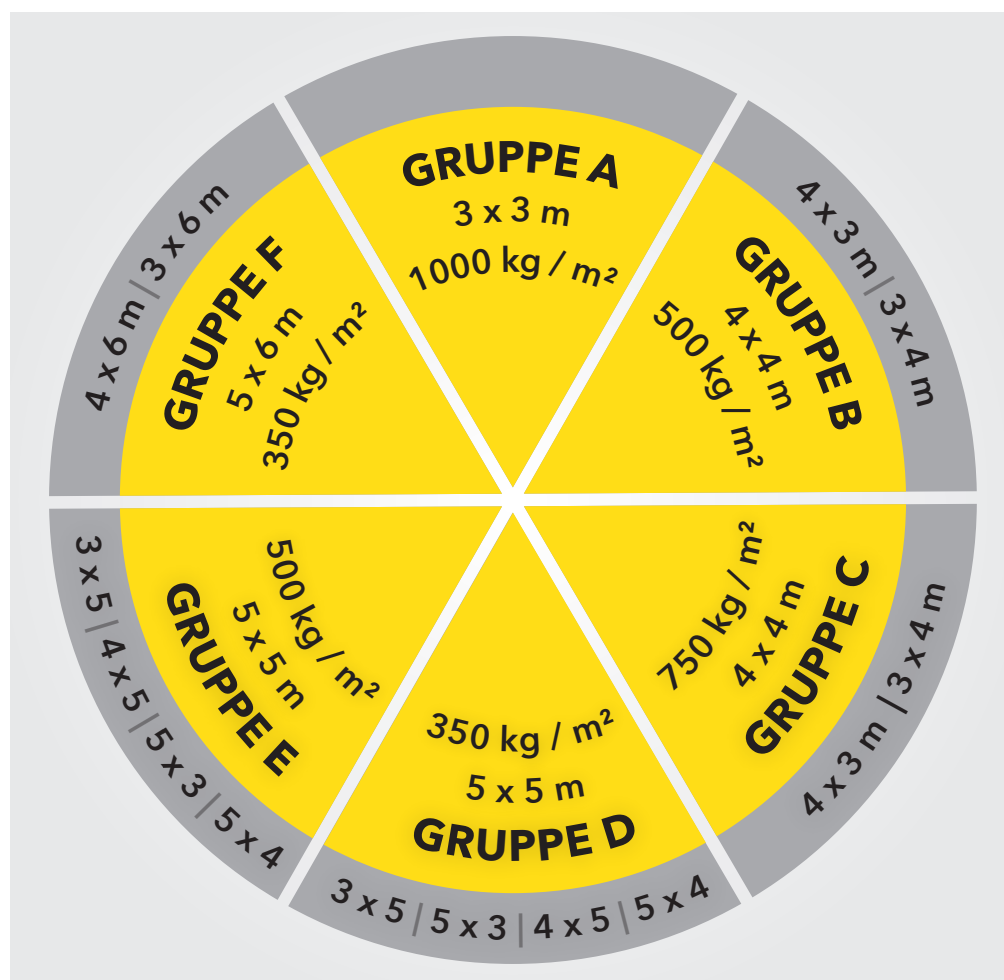 GRUPPE A
3 x 3 m
1000 kg / m²
4 x 3 m | 3 x 4 m
GRUPPE B
4 x 4 m
500 kg / m²
750 kg / m²
4 x 4 m
GRUPPE C
4 x 3 m | 3 x 4 m
350 kg / m²
5 x 5 m
GRUPPE D
3 x 5 | 5 x 3 | 4 x 5 | 5 x 4
500 kg / m²
5 x 5 m
GRUPPE E
3 x 5 | 4 x 5 | 5 x 3 | 5 x 4
4 x 6 m | 3 x 6 m
GRUPPE F
5 x 6 m
350 kg / m²